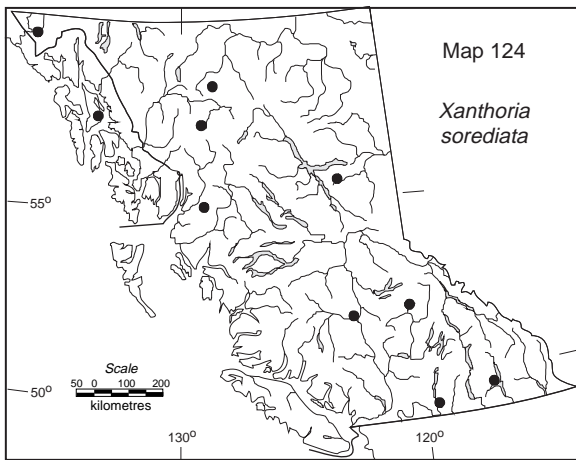 Map 124
Xanthoria
sorediata
55°
50°
Scale
50 0 100 200
kilometres
130°
120°